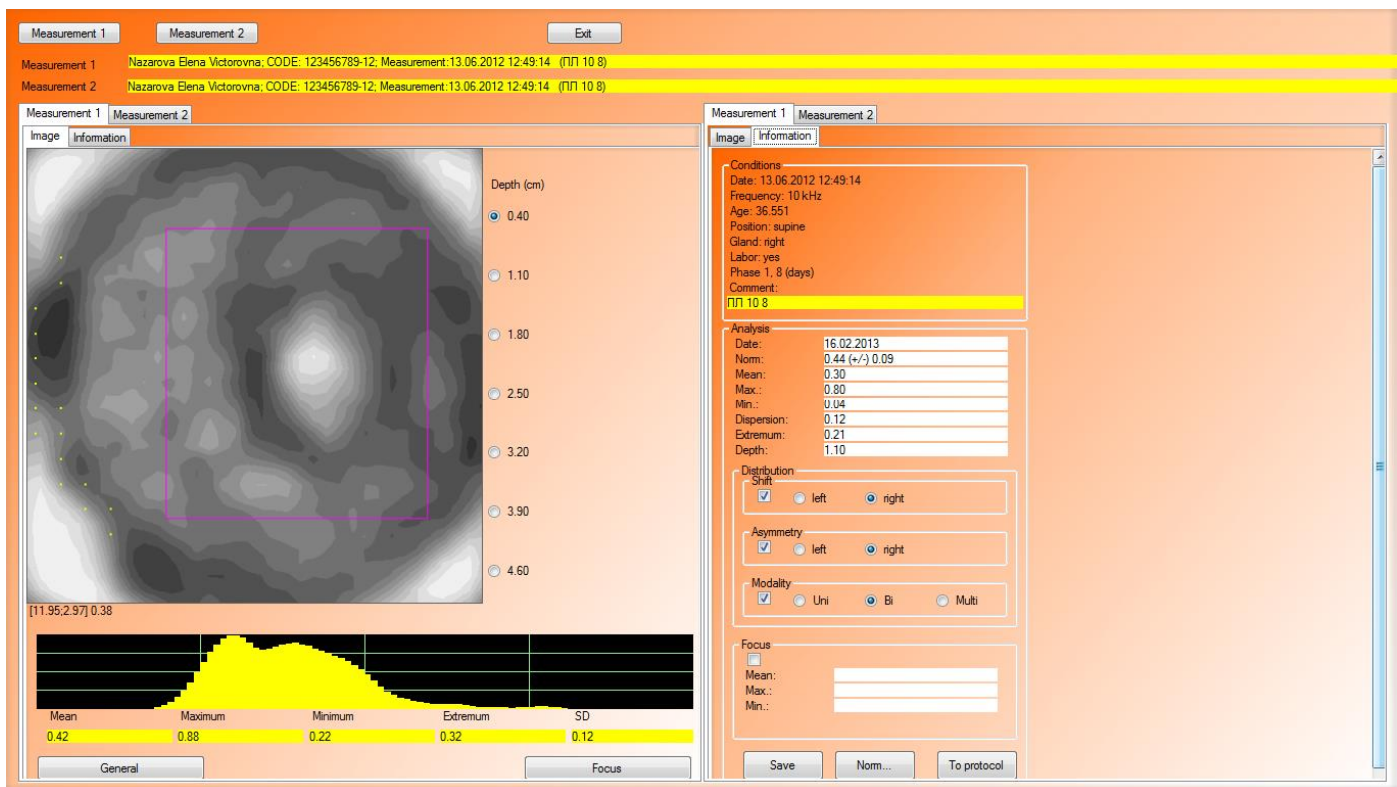 Measurement 1 Measurement 2 Exit
Measurement 1 Nazarova Elena Victorovna; CODE: 123456789-12; Measurement:13.06.2012 12:49:14 (ПЛ 10 8)
Measurement 2 Nazarova Elena Victorovna; CODE: 123456789-12; Measurement:13.06.2012 12:49:14 (ПЛ 10 8)
Measurement 1 Measurement 2
Image Information
Depth (cm)
0.40
1.10
1.80
2.50
3.20
3.90
4.60
[11.95;2.97] 0.38
Mean Maximum Minimum Extremum SD
0.42 0.88 0.22 0.32 0.12
General Focus
Measurement 1 Measurement 2
Image Information
Conditions
Date: 13.06.2012 12:49:14
Frequency: 10 kHz
Age: 36.551
Position: supine
Gland: right
Labor: yes
Phase 1, 8 (days)
Comment:
ПЛ 10 8
Analysis
Date: 16.02.2013
Norm: 0.44 (+/-) 0.09
Mean: 0.30
Max.: 0.80
Min.: 0.04
Dispersion: 0.12
Extremum: 0.21
Depth: 1.10
Distribution
Shift
left right
Asymmetry
left right
Modality
Uni Bi Multi
Focus
Mean:
Max.:
Min.:
Save Norm... To protocol